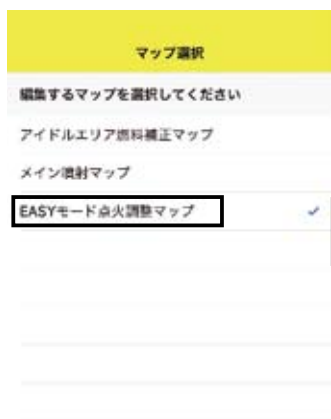 マップ選択
編集するマップを選択してください
アイドルエリア燃料補正マップ
メイン噴射マップ
EASYモード点火調整マップ